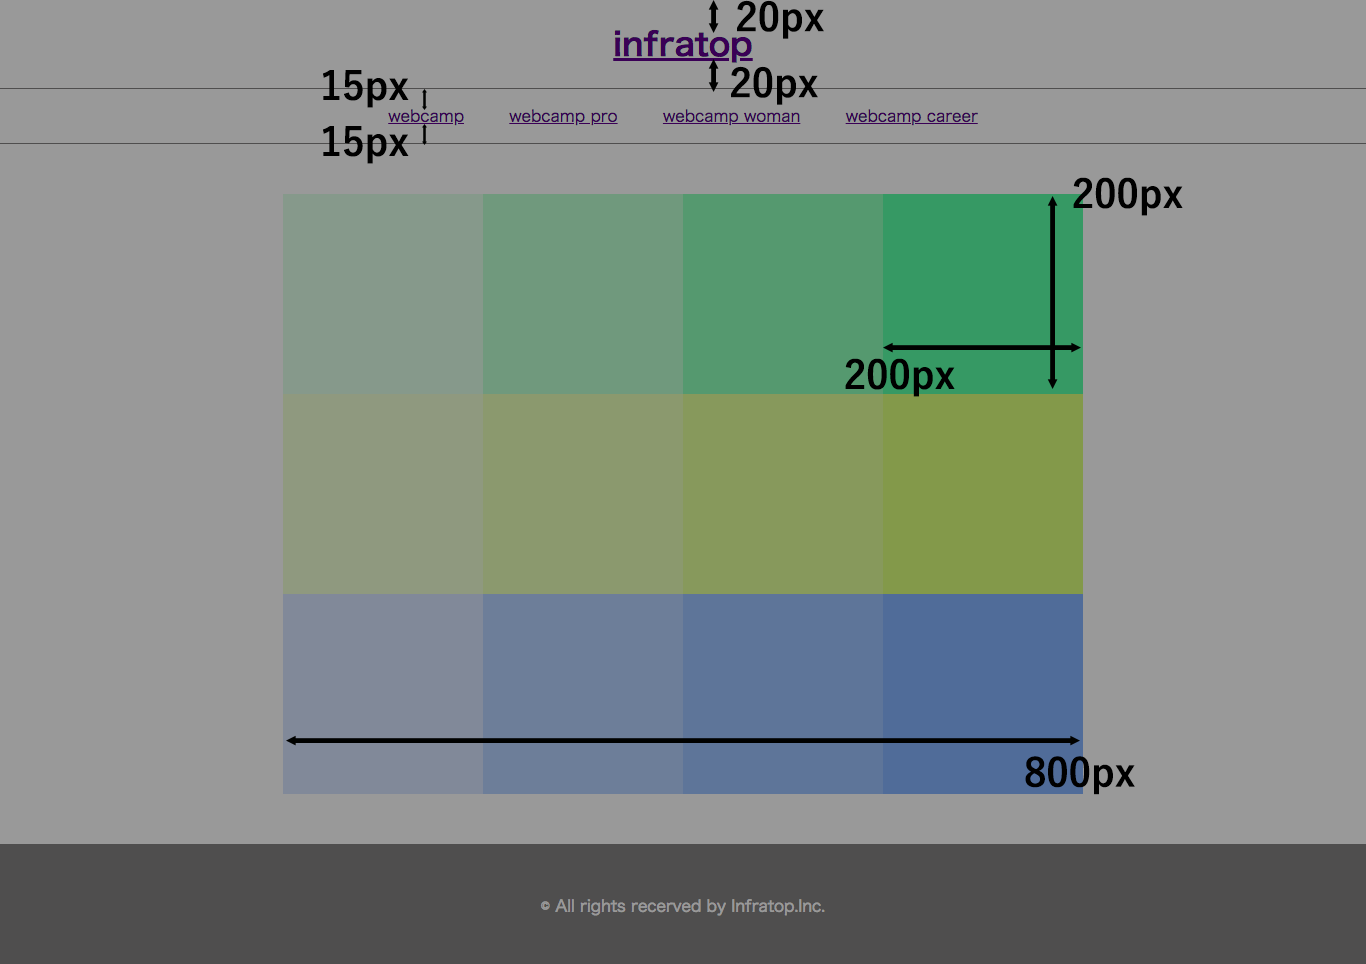 20px
infratop
20px
15px
webcamp webcamp pro webcamp woman webcamp career
15px
200px
200px
800px
© All rights recerved by Infratop.Inc.